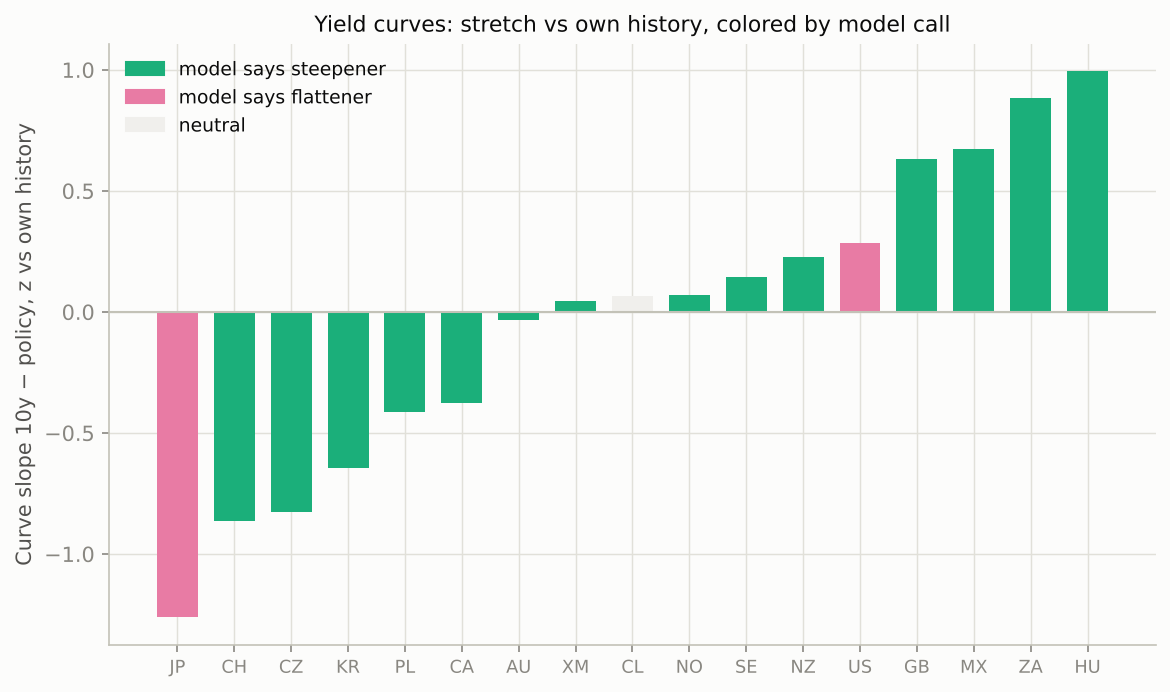 Yield curves: stretch vs own history, colored by model call
model says steepener
model says flattener
neutral
Curve slope 10y − policy, z vs own history
1.0
0.5
0.0
−0.5
−1.0
JP CH CZ KR PL CA AU XM CL NO SE NZ US GB MX ZA HU